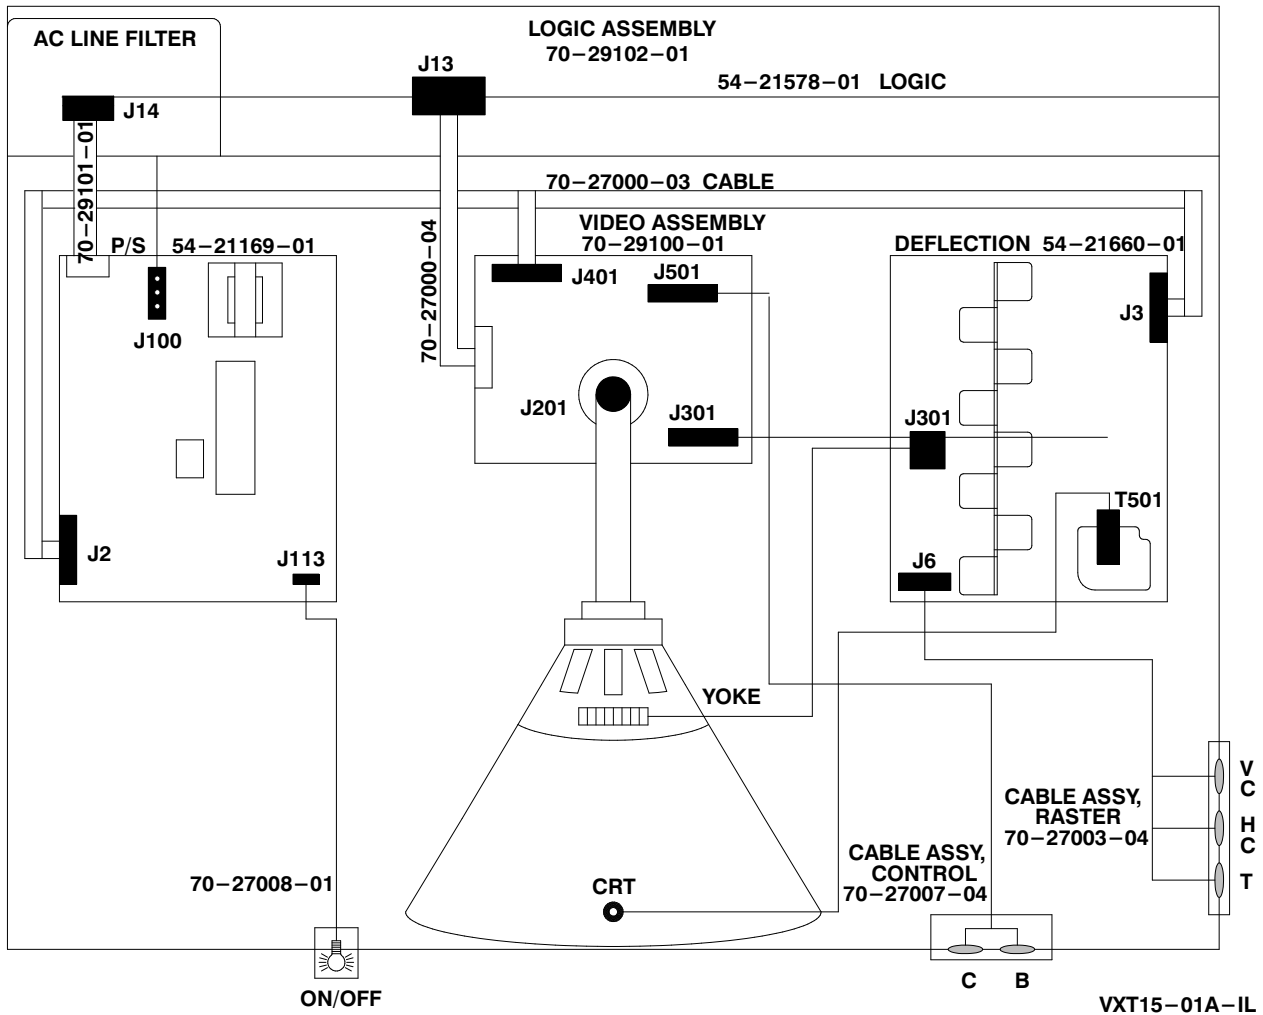 AC LINE FILTER
LOGIC ASSEMBLY
70-29102-01
J13
54-21578-01 LOGIC
J14
70-29101-01
70-27000-03 CABLE
VIDEO ASSEMBLY
70-29100-01
P/S 54-21169-01
70-27000-04
DEFLECTION 54-21660-01
J401
J501
J3
J100
J201
J301
J301
T501
J2
J113
J6
YOKE
V
C
H
C
T
CABLE ASSY,
RASTER
70-27003-04
CABLE ASSY,
CONTROL
70-27007-04
70-27008-01
CRT
C
B
ON/OFF
VXT15-01A-IL